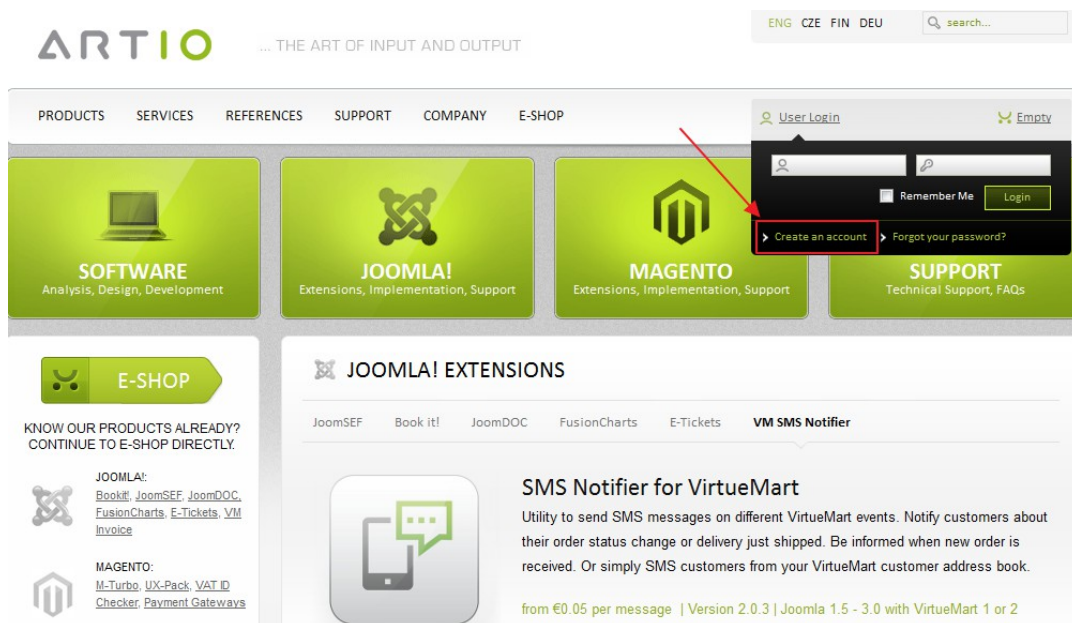 ARTIO
... THE ART OF INPUT AND OUTPUT
ENG CZE FIN DEU
search...
PRODUCTS SERVICES REFERENCES SUPPORT COMPANY E-SHOP
User Login
Empty
Remember Me
Login
Create an account
Forgot your password?
SOFTWARE
Analysis, Design, Development
JOOMLA!
Extensions, Implementation, Support
MAGENTO
Extensions, Implementation, Support
SUPPORT
Technical Support, FAQs
E-SHOP
KNOW OUR PRODUCTS ALREADY?
CONTINUE TO E-SHOP DIRECTLY.
JOOMLA!:
Bookit!, JoomSEF, JoomDOC,
FusionCharts, E-Tickets, VM
Invoice
MAGENTO:
M-Turbo, UX-Pack, VAT ID
Checker, Payment Gateways
JOOMLA! EXTENSIONS
JoomSEF Book it! JoomDOC FusionCharts E-Tickets VM SMS Notifier
SMS Notifier for VirtueMart
Utility to send SMS messages on different VirtueMart events. Notify customers about
their order status change or delivery just shipped. Be informed when new order is
received. Or simply SMS customers from your VirtueMart customer address book.
from €0.05 per message | Version 2.0.3 | Joomla 1.5 - 3.0 with VirtueMart 1 or 2